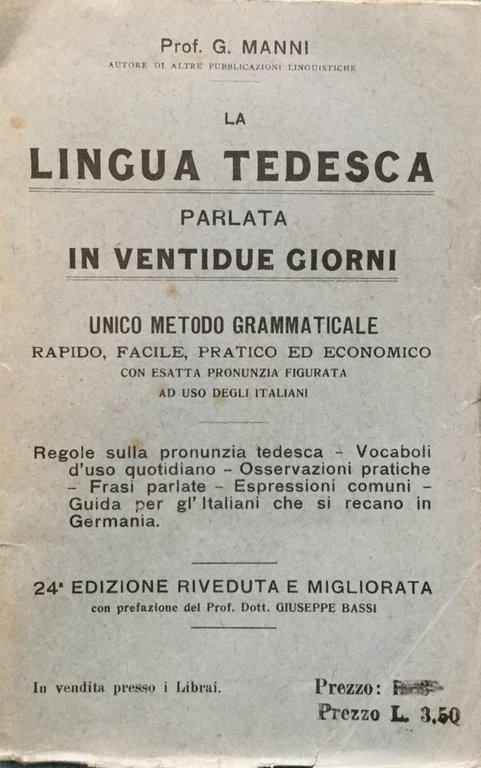 Prof. G. MANNI
AUTORE DI ALTRE PUBBLICAZIONI LINGUISTICHE
LA
LINGUA TEDESCA
PARLATA
IN VENTIDUE GIORNI
UNICO METODO GRAMMATICALE
RAPIDO, FACILE, PRATICO ED ECONOMICO
CON ESATTA PRONUNZIA FIGURATA
AD USO DEGLI ITALIANI
Regole sulla pronunzia tedesca - Vocaboli
d'uso quotidiano - Osservazioni pratiche
- Frasi parlate - Espressioni comuni -
Guida per gl'Italiani che si recano in
Germania.
24ª EDIZIONE RIVEDUTA E MIGLIORATA
con prefazione del Prof. Dott. GIUSEPPE BASSI
In vendita presso i Librai.
Prezzo:
Prezzo L. 3,50